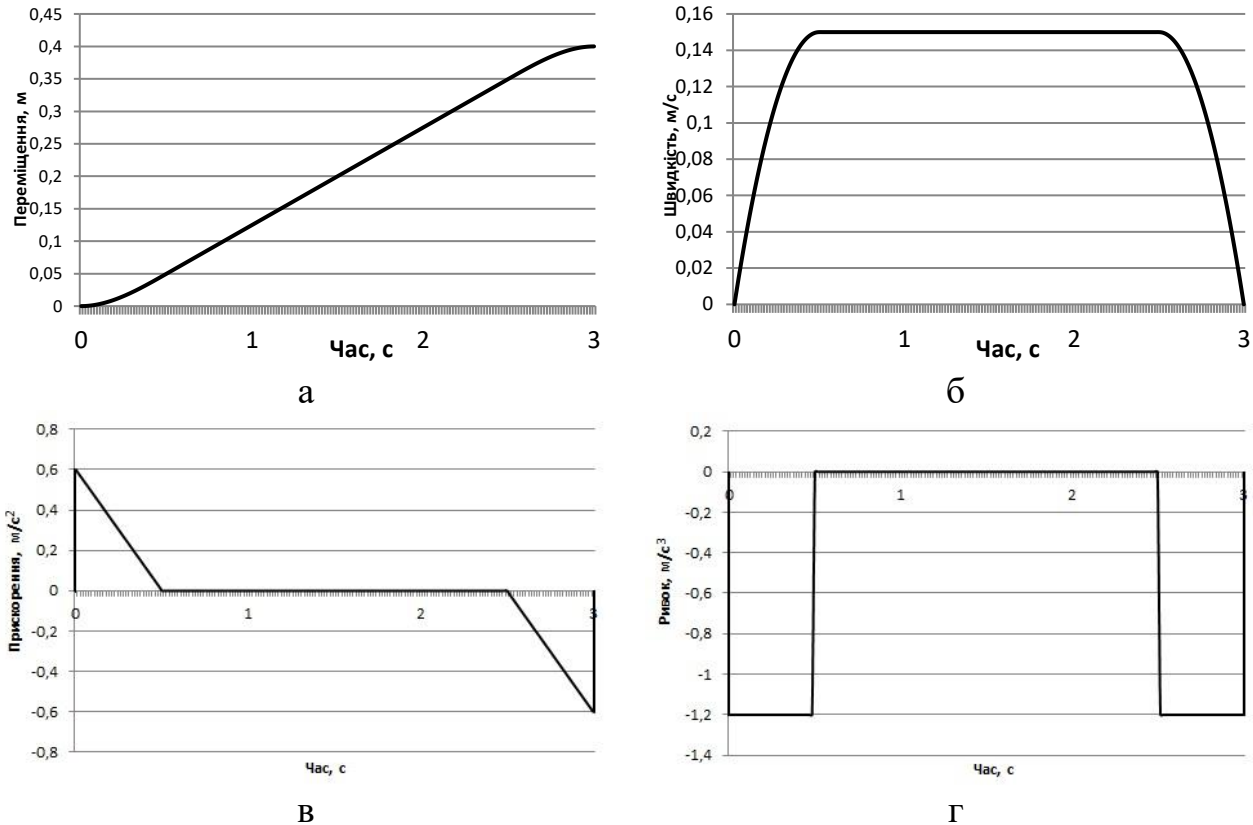 0,45
0,4
0,35
0,3
0,25
0,2
0,15
0,1
0,05
0
Переміщення, м
0 1 2 3
Час, с
а
0,16
0,14
0,12
0,1
0,08
0,06
0,04
0,02
0
Швидкість, м/с
0 1 2 3
Час, с
б
0,8
0,6
0,4
0,2
0
-0,2
-0,4
-0,6
-0,8
Прискорення, м/с²
0 1 2 3
Час, с
в
0,2
0
-0,2
-0,4
-0,6
-0,8
-1
-1,2
-1,4
Ривок, м/с³
0 1 2 3
Час, с
г